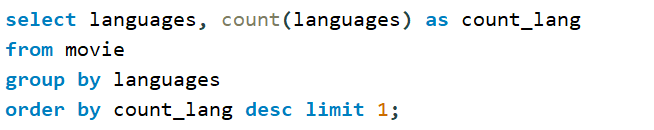 select languages, count(languages) as count_lang
from movie
group by languages
order by count_lang desc limit 1;